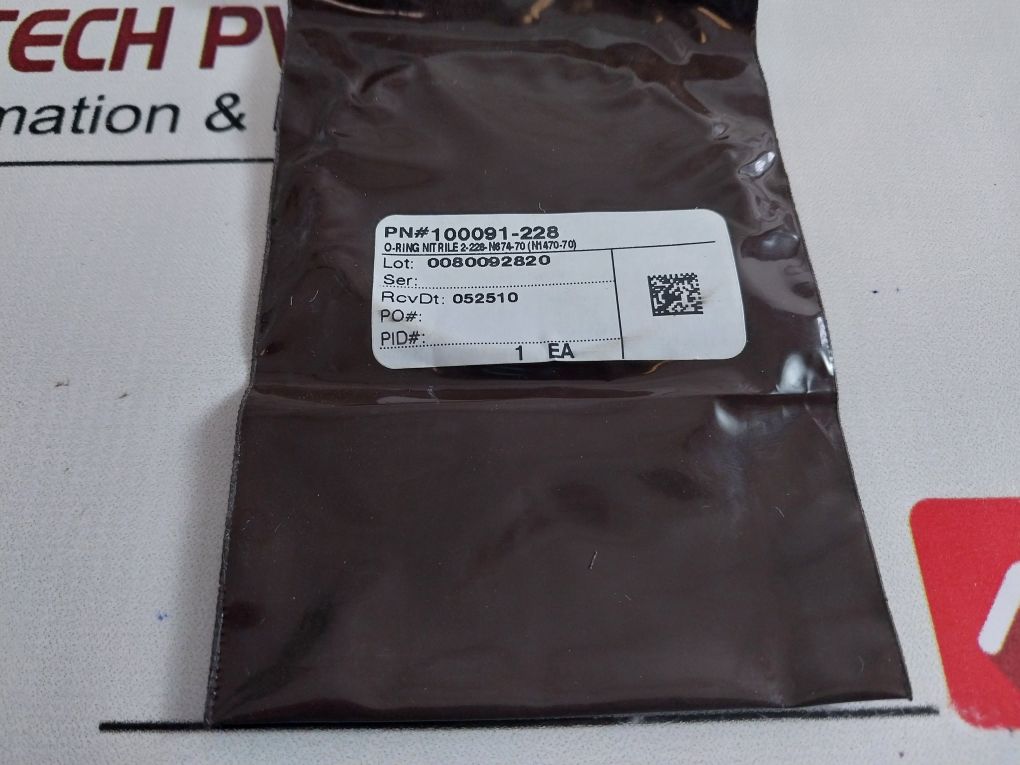 TECH PV
mation &
PN#100091-228
O-RING NITRILE 2-228-N674-70 (N1470-70)
Lot: 0080092820
Ser:
RcvDt: 052510
PO#:
PID#:
1 EA